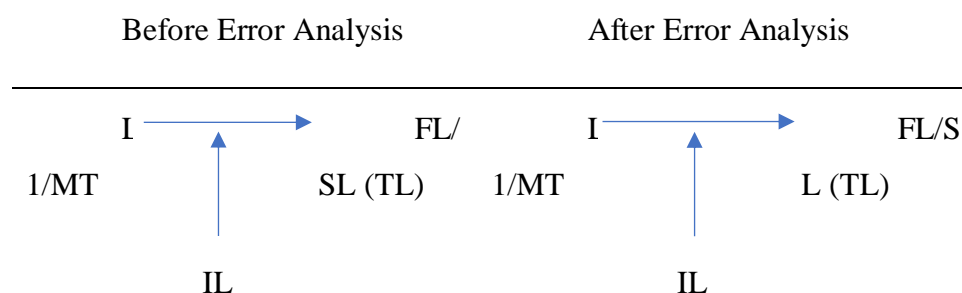 Before Error Analysis After Error Analysis
I FL/ I FL/S
1/MT SL (TL) 1/MT L (TL)
IL IL